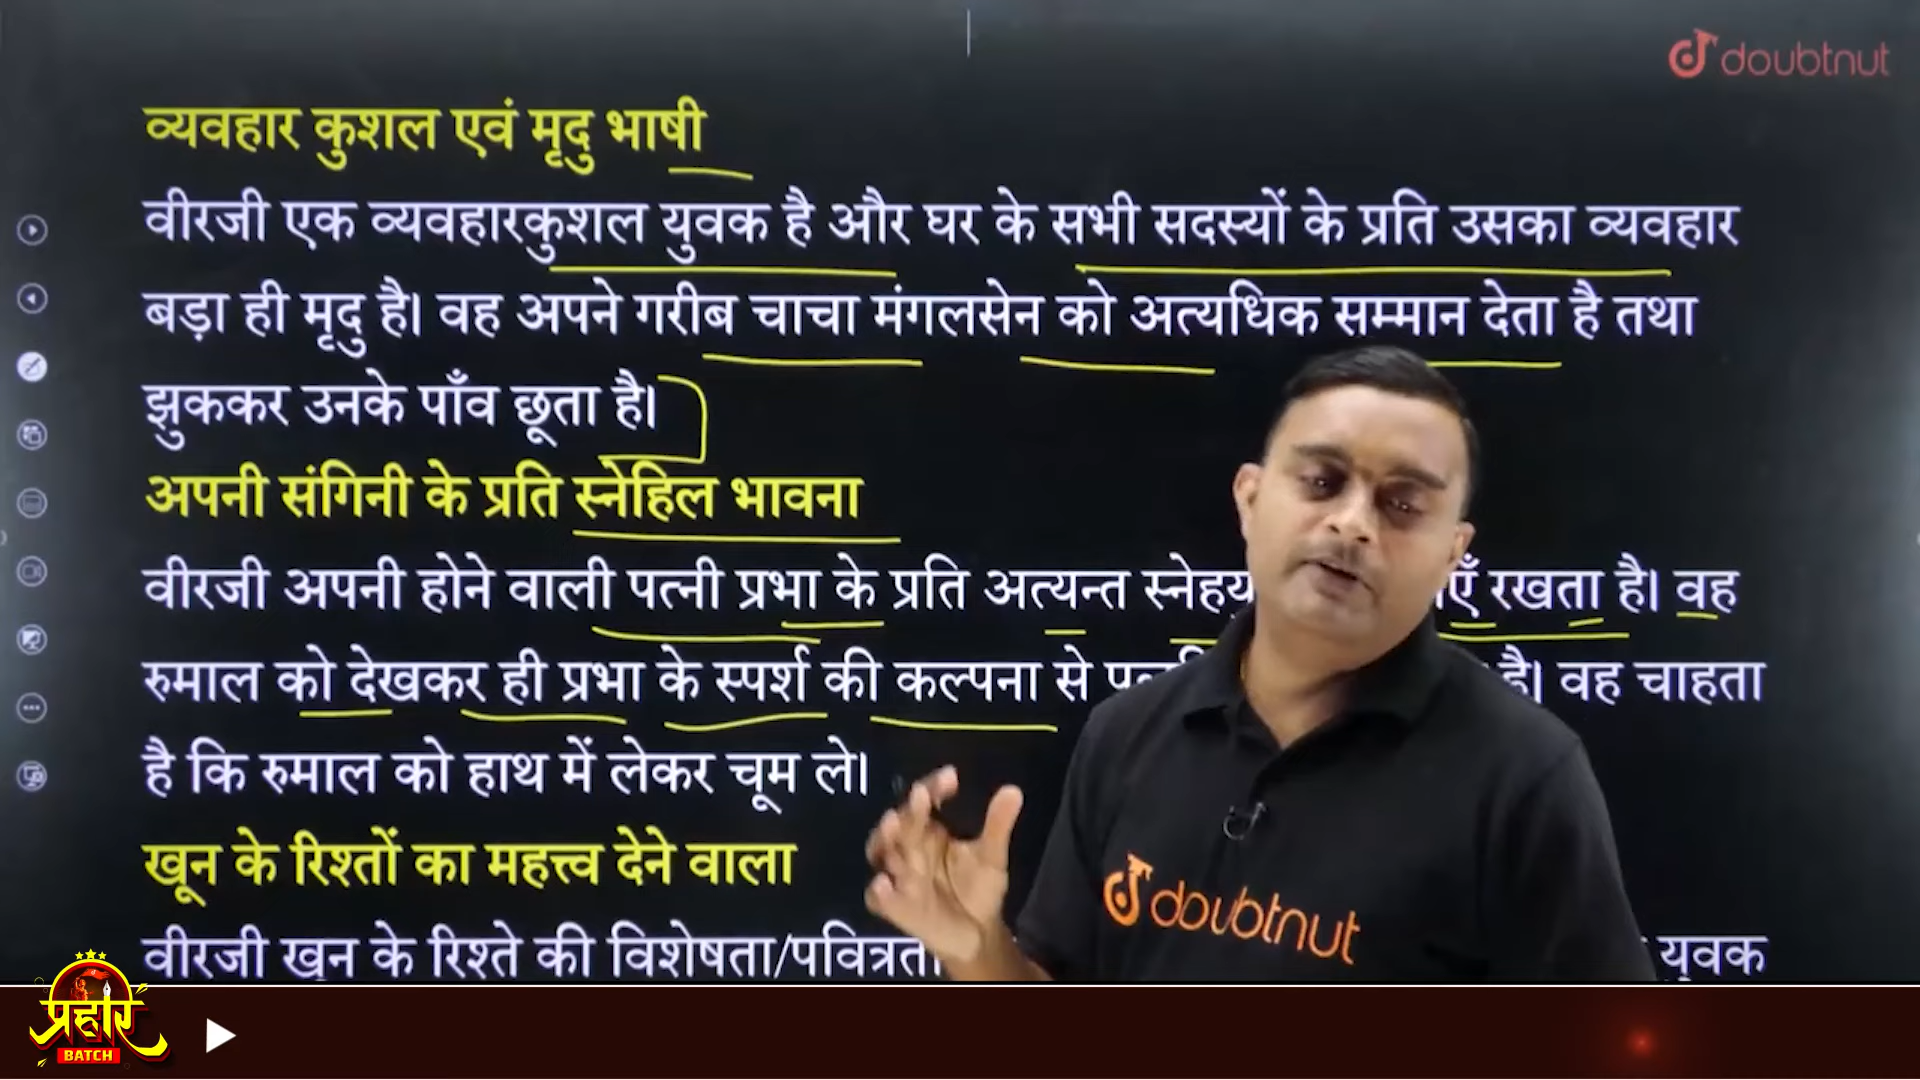 doubtnut
व्यवहार कुशल एवं मृदु भाषी
वीरजी एक व्यवहारकुशल युवक है और घर के सभी सदस्यों के प्रति उसका व्यवहार
बड़ा ही मृदु है। वह अपने गरीब चाचा मंगलसेन को अत्यधिक सम्मान देता है तथा
झुककर उनके पाँव छूता है।
अपनी संगिनी के प्रति स्नेहिल भावना
वीरजी अपनी होने वाली पत्नी प्रभा के प्रति अत्यन्त रखता है। वह
रुमाल को देखकर ही प्रभा के स्पर्श की कल्पना से है। वह चाहता
है कि रुमाल को हाथ में लेकर चूम ले।
खून के रिश्तों का महत्त्व देने वाला
वीरजी खून के रिश्ते की विशेषता/पवित्रता युवक
doubtnut
प्रहार
BATCH